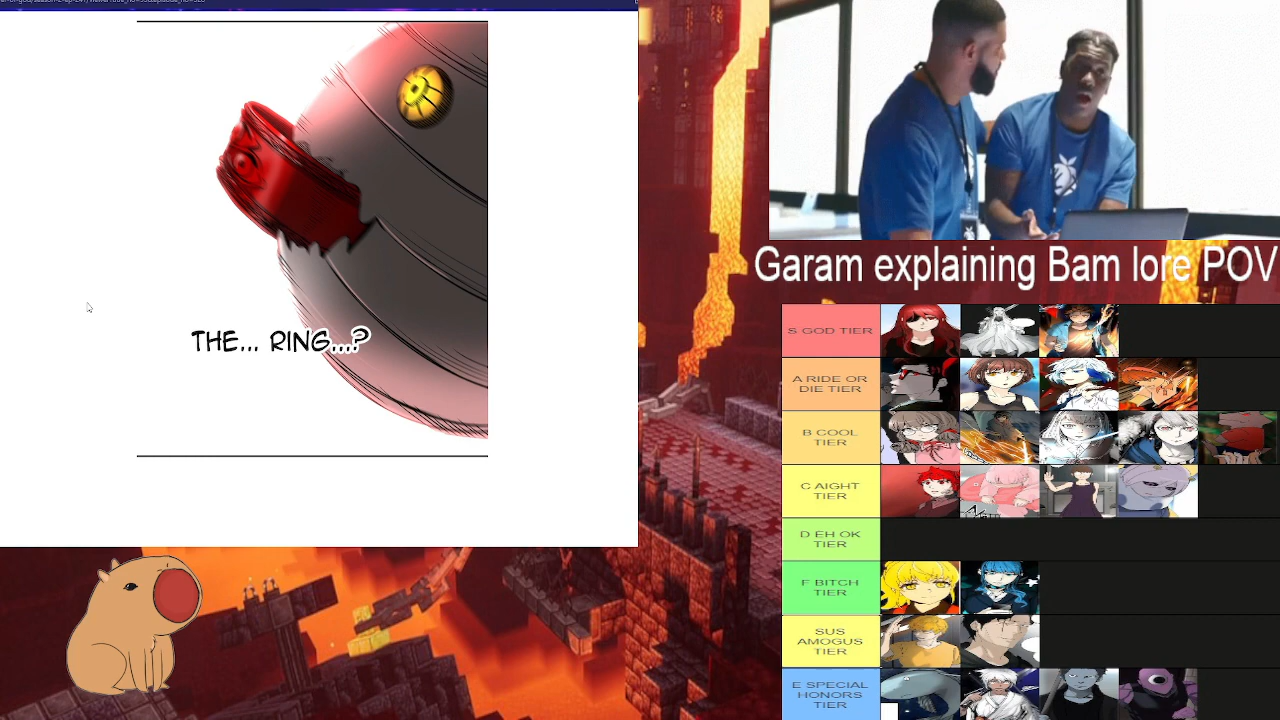 THE... RING...?
Garam explaining Bam lore POV
S GOD TIER
A RIDE OR
DIE TIER
B COOL
TIER
C AIGHT
TIER
D EH OK
TIER
F BITCH
TIER
SUS
AMOGUS
TIER
E SPECIAL
HONORS
TIER